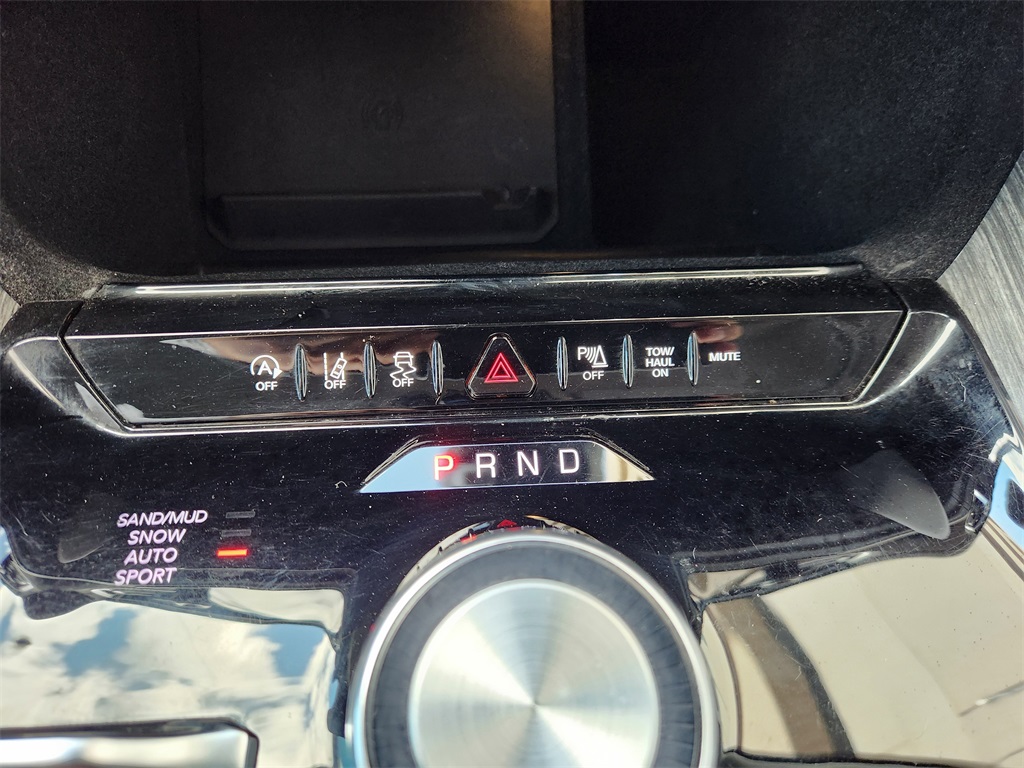 A
OFF
OFF
OFF
P
OFF
TOW/
HAUL
ON
MUTE
P R N D
SAND/MUD
SNOW
AUTO
SPORT